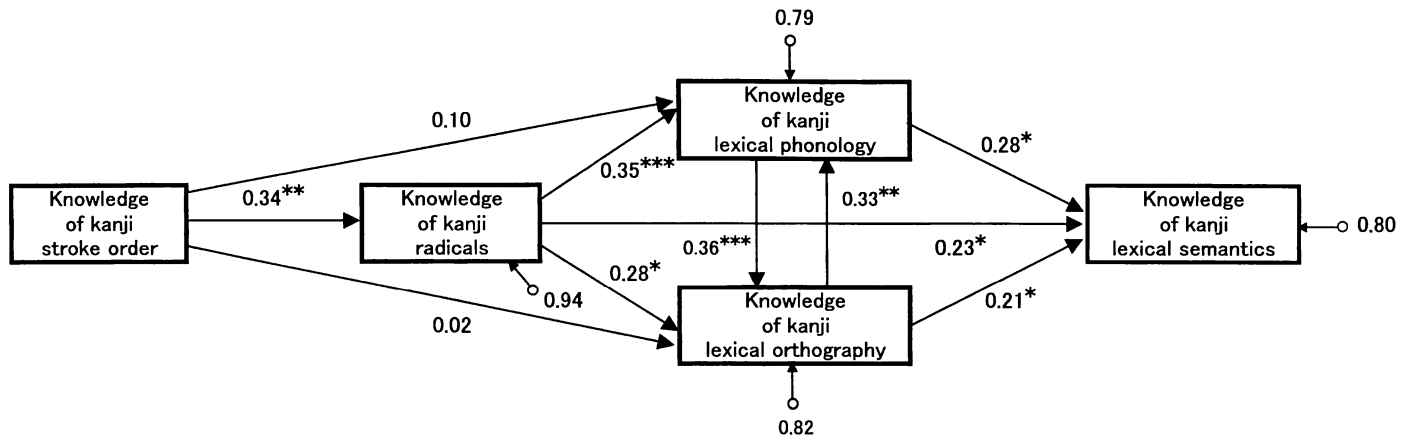 0.79
Knowledge
of kanji
lexical phonology
0.10
0.35***
0.28*
Knowledge
of kanji
stroke order
0.34**
Knowledge
of kanji
radicals
0.33**
Knowledge
of kanji
lexical semantics
0.80
0.36***
0.23*
0.28*
0.94
0.02
Knowledge
of kanji
lexical orthography
0.21*
0.82